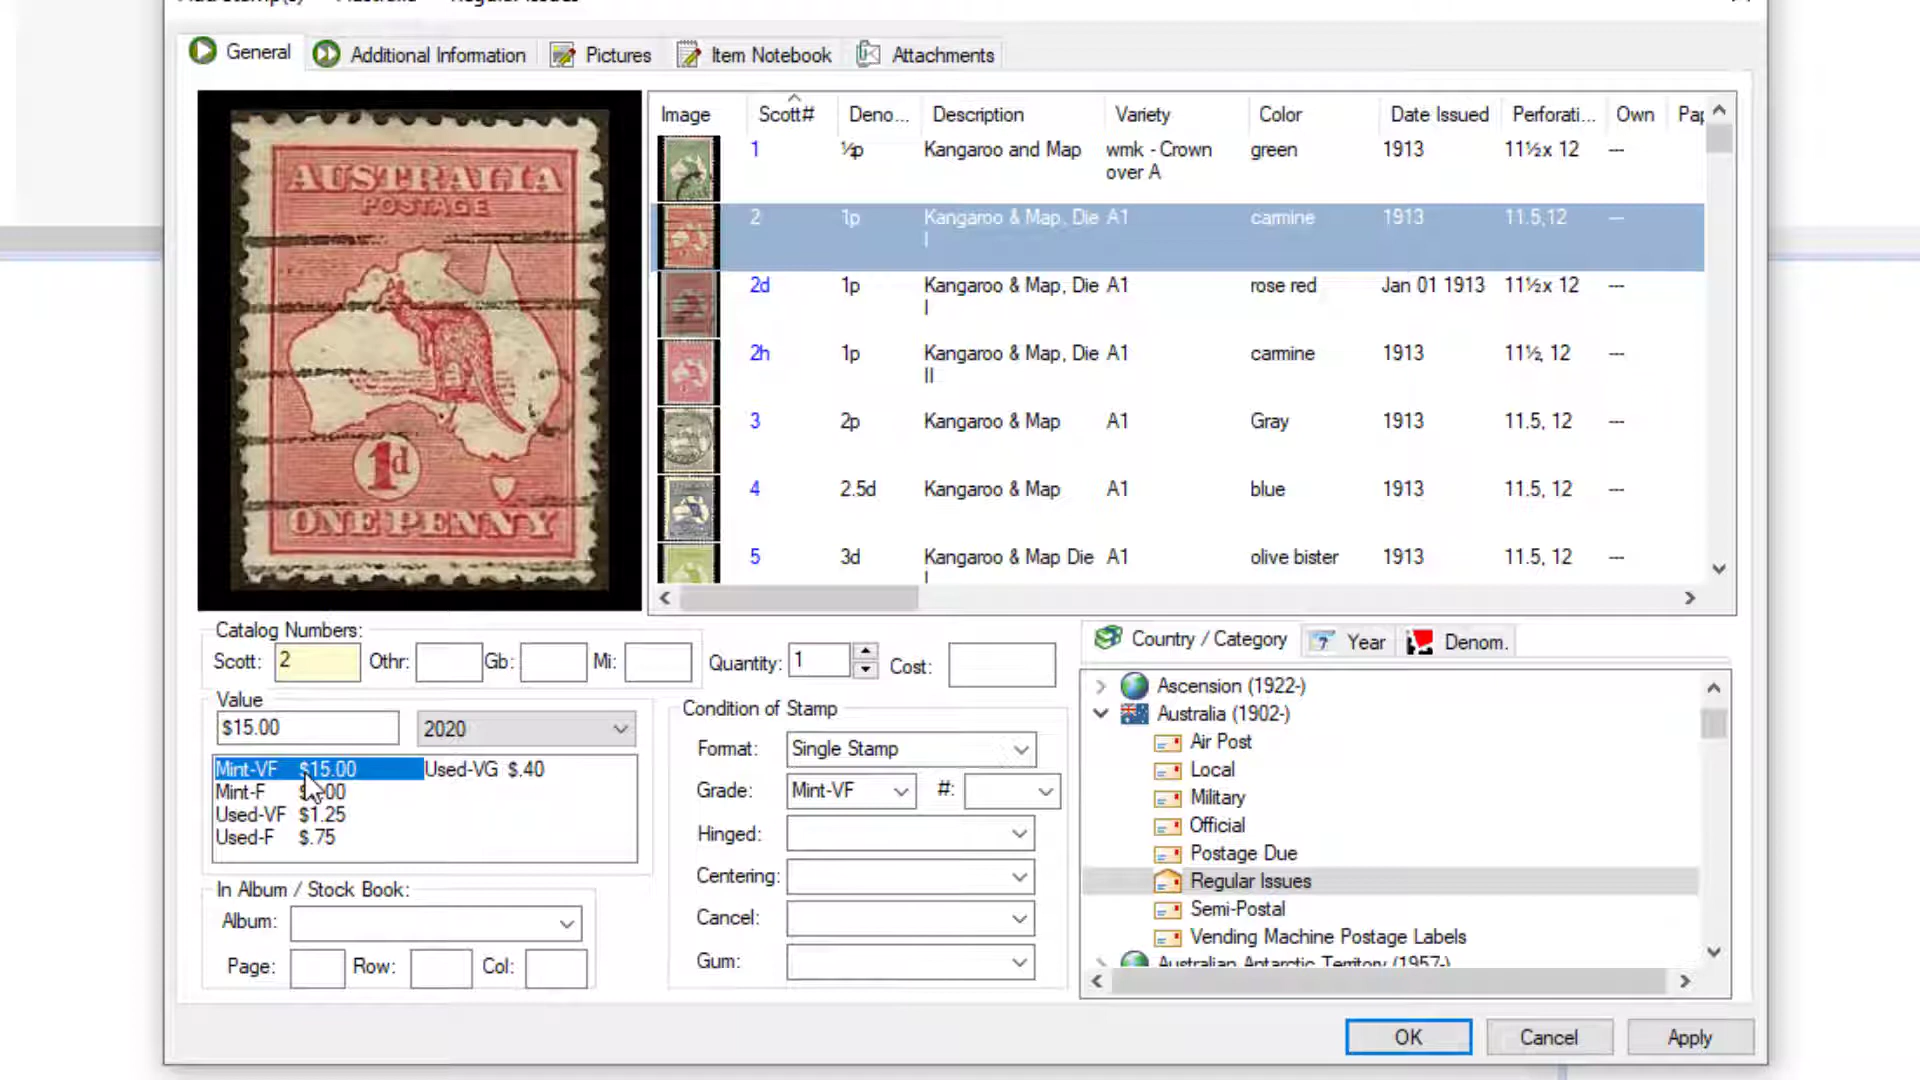 General Additional Information Pictures Item Notebook Attachments
AUSTRALIA
POSTAGE
1d
ONE PENNY
Image Scott# Deno... Description Variety Color Date Issued Perforati... Own
1 ½p Kangaroo and Map wmk - Crown over A green 1913 11½x 12 ---
2 1p Kangaroo & Map, Die I A1 carmine 1913 11.5,12 ---
2d 1p Kangaroo & Map, Die I A1 rose red Jan 01 1913 11½x 12 ---
2h 1p Kangaroo & Map, Die II A1 carmine 1913 11½, 12 ---
3 2p Kangaroo & Map A1 Gray 1913 11.5, 12 ---
4 2.5d Kangaroo & Map A1 blue 1913 11.5, 12 ---
5 3d Kangaroo & Map Die I A1 olive bister 1913 11.5, 12 ---
Catalog Numbers:
Scott: 2 Othr: Gb: Mi: Quantity: 1 Cost:
Value
$15.00 2020
Mint-VF $15.00 Used-VG $.40
Mint-F
Used-VF $1.25
Used-F $.75
In Album / Stock Book:
Album:
Page: Row: Col:
Condition of Stamp
Format: Single Stamp
Grade: Mint-VF #:
Hinged:
Centering:
Cancel:
Gum:
Country / Category Year Denom.
Ascension (1922-)
Australia (1902-)
Air Post
Local
Military
Official
Postage Due
Regular Issues
Semi-Postal
Vending Machine Postage Labels
Australian Antarctic Territory (1957-)
OK Cancel Apply